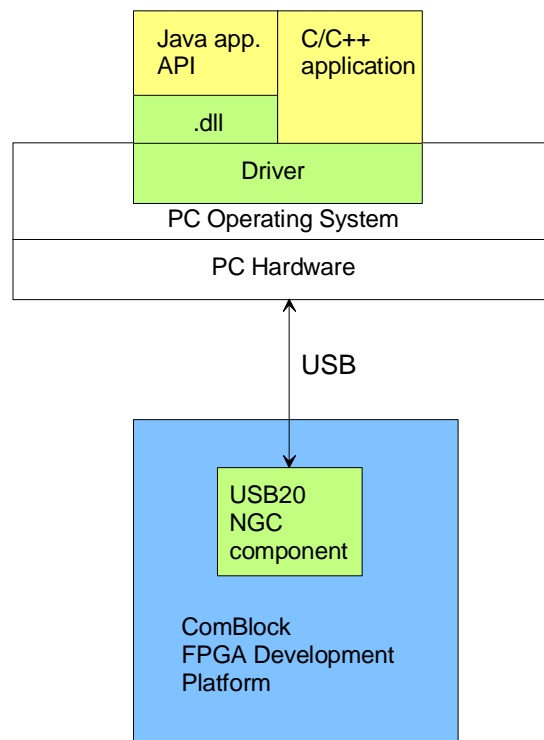 Java app.
API
C/C++
application
.dll
Driver
PC Operating System
PC Hardware
USB
USB20
NGC
component
ComBlock
FPGA Development
Platform